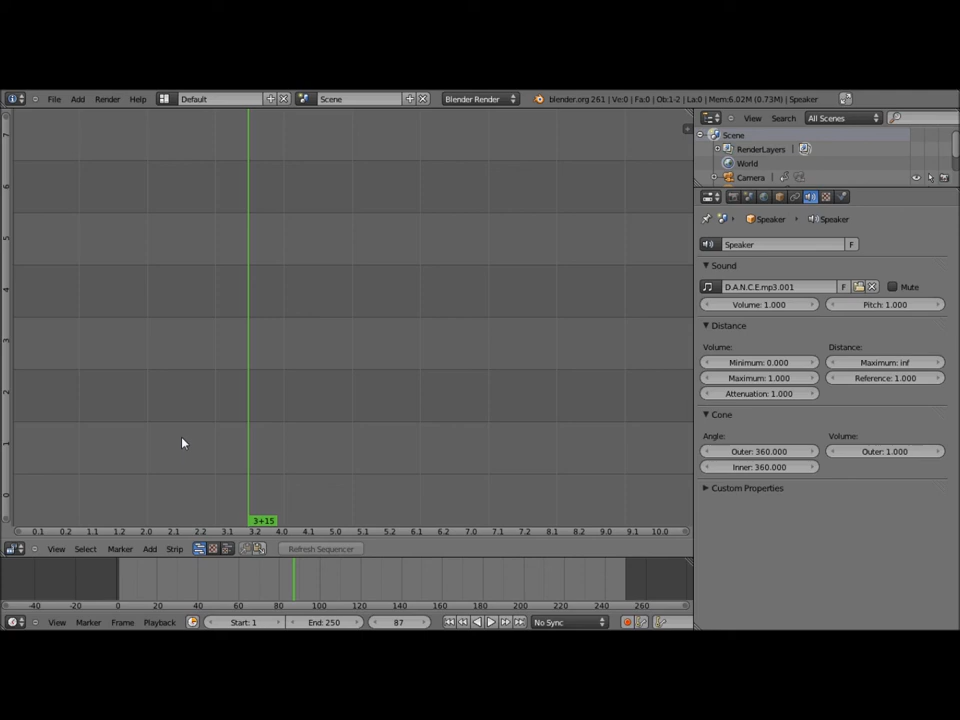 File Add Render Help Default Scene Blender Render blender.org 261 | Ve:0 | Fa:0 | Ob:1-2 | La:0 | Mem:6.02M (0.73M) | Speaker
View Search All Scenes
Scene
RenderLayers
World
Camera
Speaker Speaker
Speaker F
Sound
D.A.N.C.E.mp3.001 F Mute
Volume: 1.000 Pitch: 1.000
Distance
Volume: Distance:
Minimum: 0.000 Maximum: inf
Maximum: 1.000 Reference: 1.000
Attenuation: 1.000
Cone
Angle: Volume:
Outer: 360.000 Outer: 1.000
Inner: 360.000
Custom Properties
7
6
5
4
3
2
1
0
3+15
0.1 0.2 1.1 1.2 2.0 2.1 2.2 3.1 3.2 4.0 4.1 5.1 5.2 6.0 6.1 6.2 7.1 7.2 8.0 8.1 8.2 9.1 10.0
View Select Marker Add Strip Refresh Sequencer
-40 -20 0 20 40 60 80 100 120 140 160 180 200 220 240 260
View Marker Frame Playback Start: 1 End: 250 87 No Sync